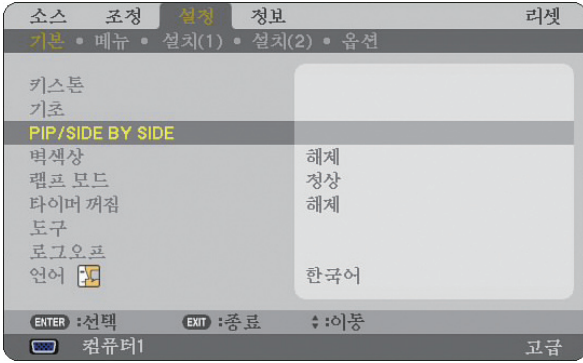 소스 조정 설정 정보 리셋
기본 • 메뉴 • 설치(1) • 설치(2) • 옵션
키스톤
기초
PIP/SIDE BY SIDE
벽색상 해제
램프 모드 정상
타이머 꺼짐 해제
도구
로그오프
언어 한국어
ENTER :선택 EXIT :종료 :이동
컴퓨터1 고급